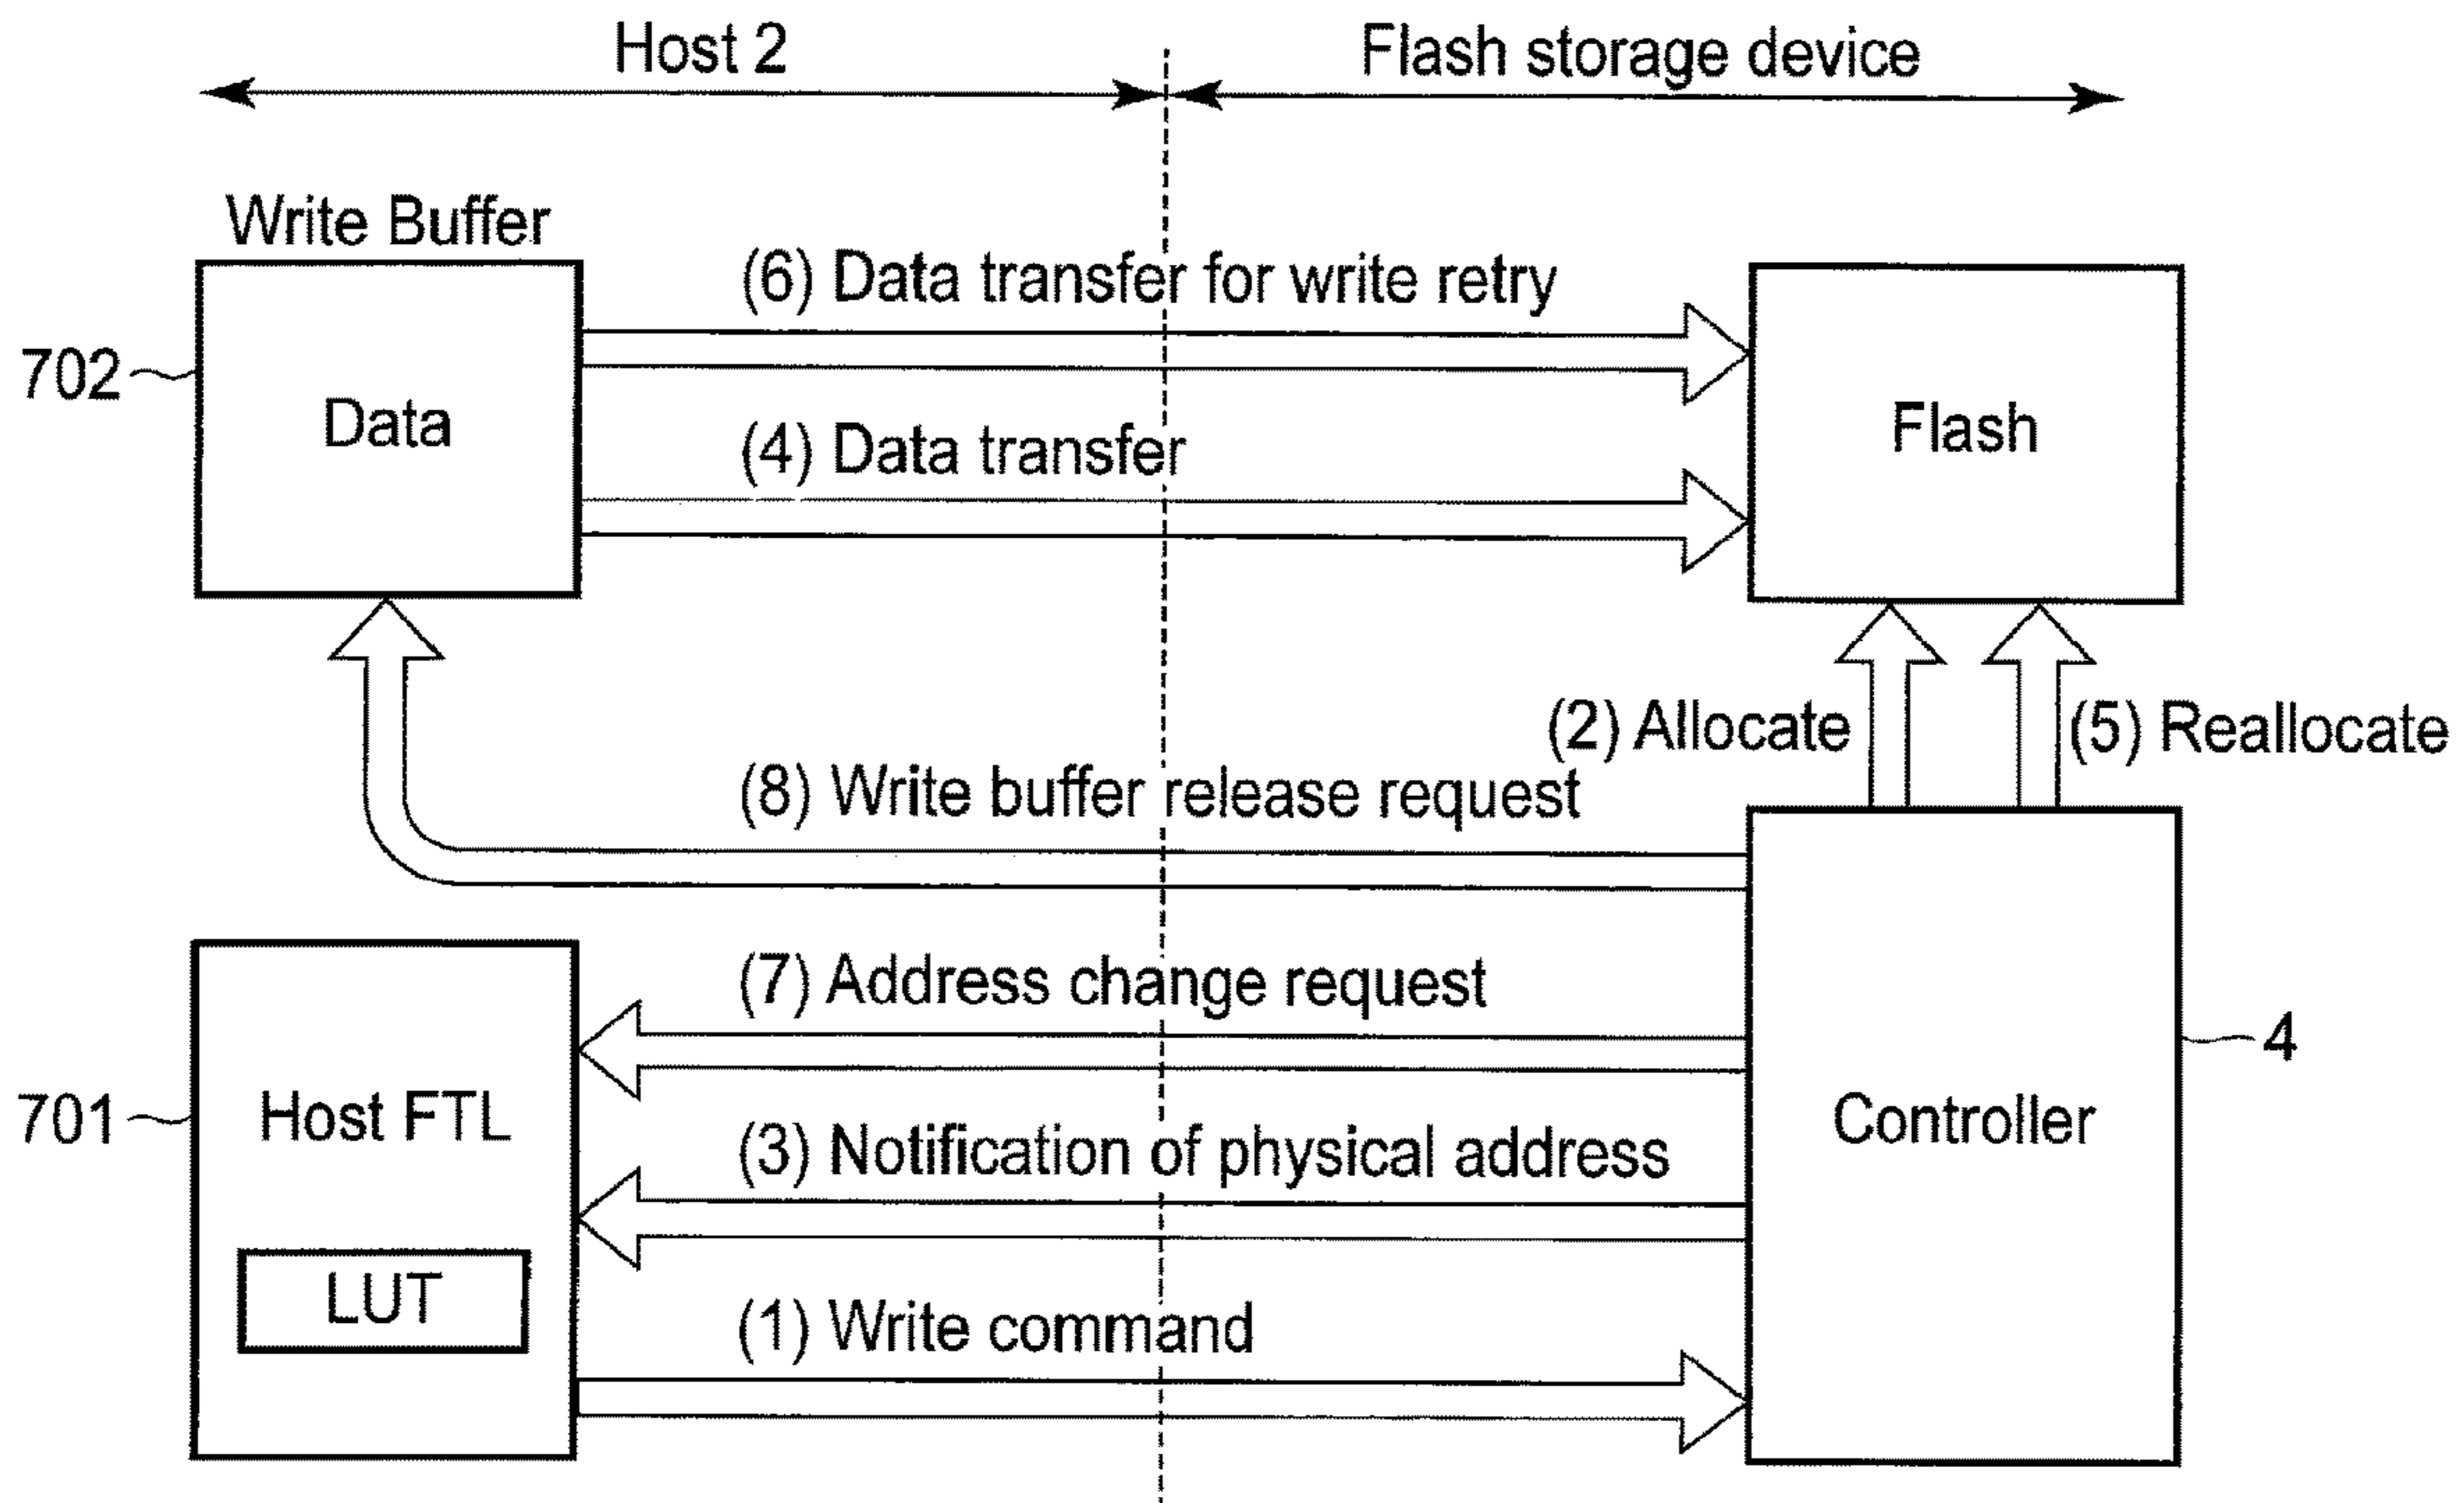 Host 2
Flash storage device
Write Buffer
(6) Data transfer for write retry
702
Data
Flash
(4) Data transfer
(2) Allocate
(5) Reallocate
(8) Write buffer release request
(7) Address change request
4
701
Host FTL
Controller
(3) Notification of physical address
LUT
(1) Write command